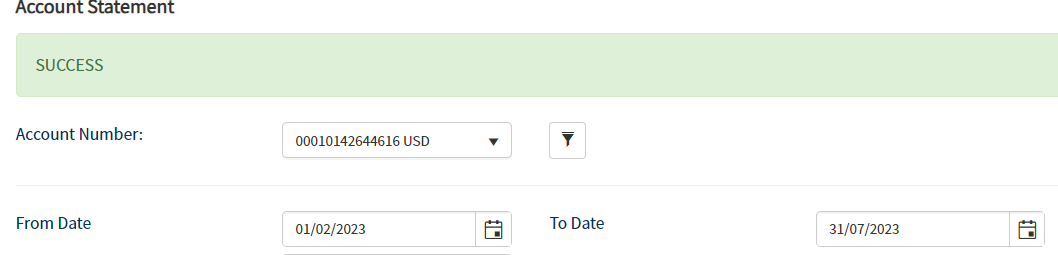 Account Statement
SUCCESS
Account Number: 00010142644616 USD
From Date 01/02/2023 To Date 31/07/2023